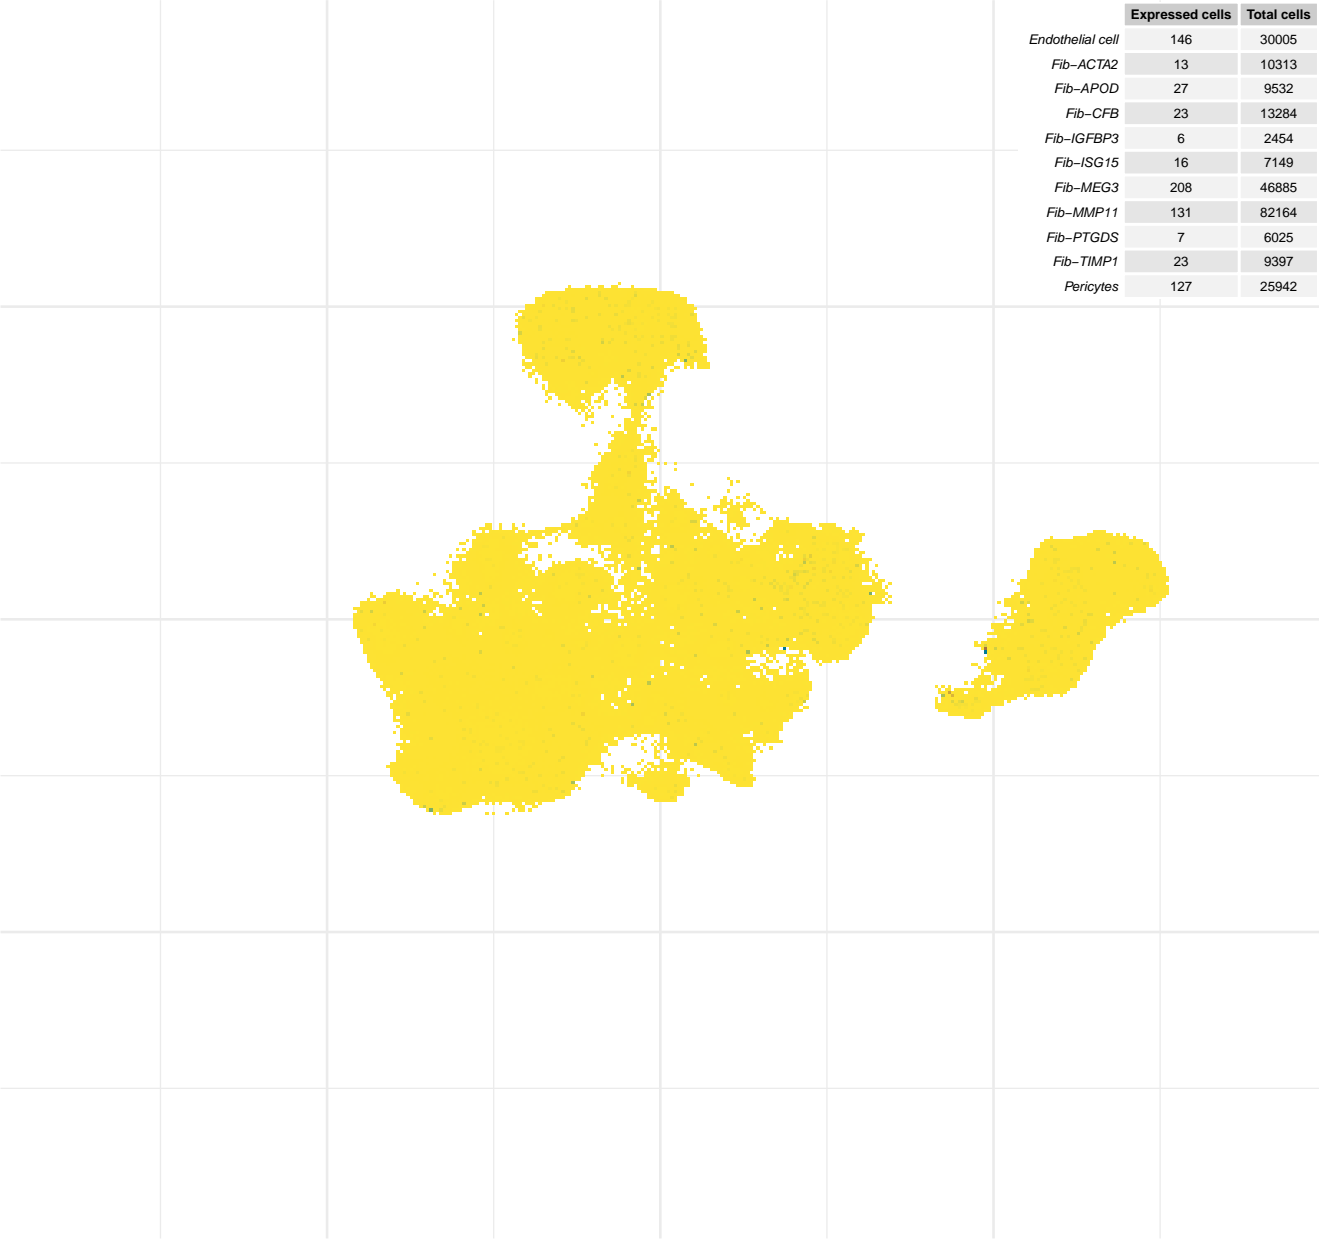 Expressed cells Total cells
Endothelial cell 146 30005
Fib−ACTA2 13 10313
Fib−APOD 27 9532
Fib−CFB 23 13284
Fib−IGFBP3 6 2454
Fib−ISG15 16 7149
Fib−MEG3 208 46885
Fib−MMP11 131 82164
Fib−PTGDS 7 6025
Fib−TIMP1 23 9397
Pericytes 127 25942